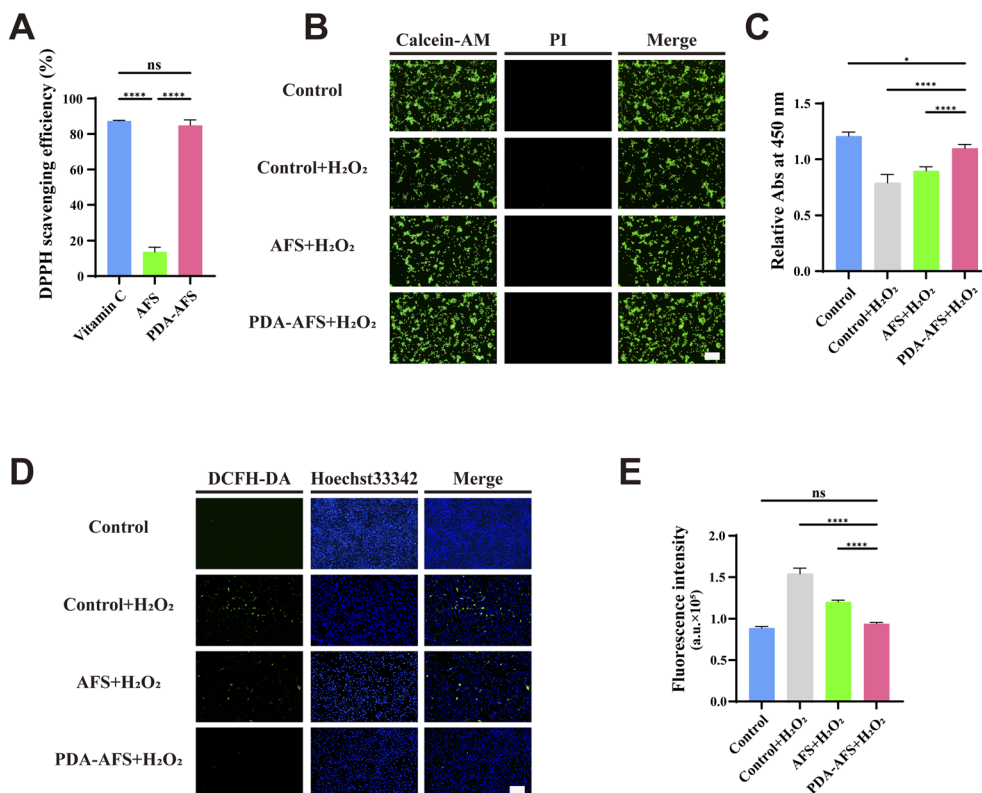 A
DPPH scavenging efficiency (%)
ns
**** ****
100
80
60
40
20
0
Vitamin C
AFS
PDA-AFS
B
Calcein-AM PI Merge
Control
Control+H₂O₂
AFS+H₂O₂
PDA-AFS+H₂O₂
C
Relative Abs at 450 nm
*
****
****
1.5
1.0
0.5
0.0
Control
Control+H₂O₂
AFS+H₂O₂
PDA-AFS+H₂O₂
D
DCFH-DA Hoechst33342 Merge
Control
Control+H₂O₂
AFS+H₂O₂
PDA-AFS+H₂O₂
E
Fluorescence intensity
(a.u.×10⁵)
ns
****
****
2.0
1.5
1.0
0.5
0.0
Control
Control+H₂O₂
AFS+H₂O₂
PDA-AFS+H₂O₂